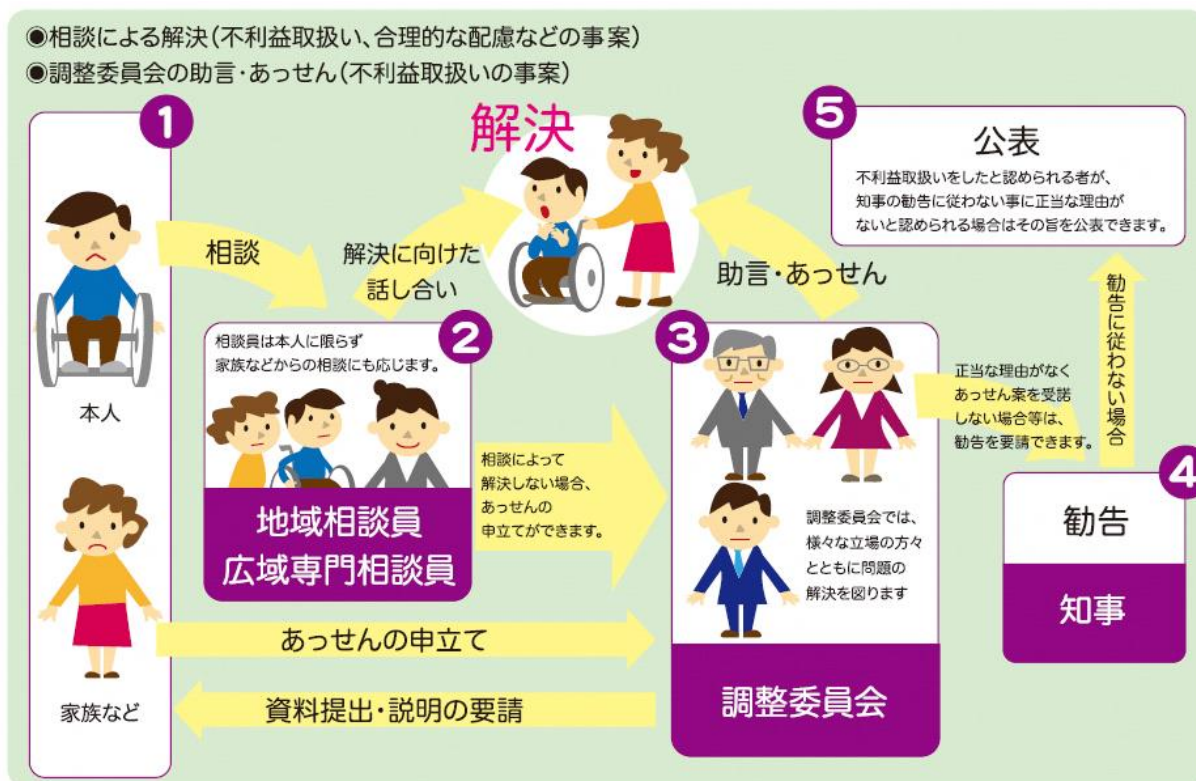 ◉相談による解決(不利益取扱い、合理的な配慮などの事案)
◉調整委員会の助言・あっせん(不利益取扱いの事案)
1
本人
家族など
相談
解決に向けた
話し合い
解決
2
相談員は本人に限らず
家族などからの相談にも応じます。
地域相談員
広域専門相談員
相談によって
解決しない場合、
あっせんの
申立てができます。
あっせんの申立て
資料提出・説明の要請
助言・あっせん
3
調整委員会では、
様々な立場の方々
とともに問題の
解決を図ります
調整委員会
正当な理由がなく
あっせん案を受諾
しない場合等は、
勧告を要請できます。
4
勧告
知事
勧告に従わない場合
5
公表
不利益取扱いをしたと認められる者が、
知事の勧告に従わない事に正当な理由が
ないと認められる場合はその旨を公表できます。